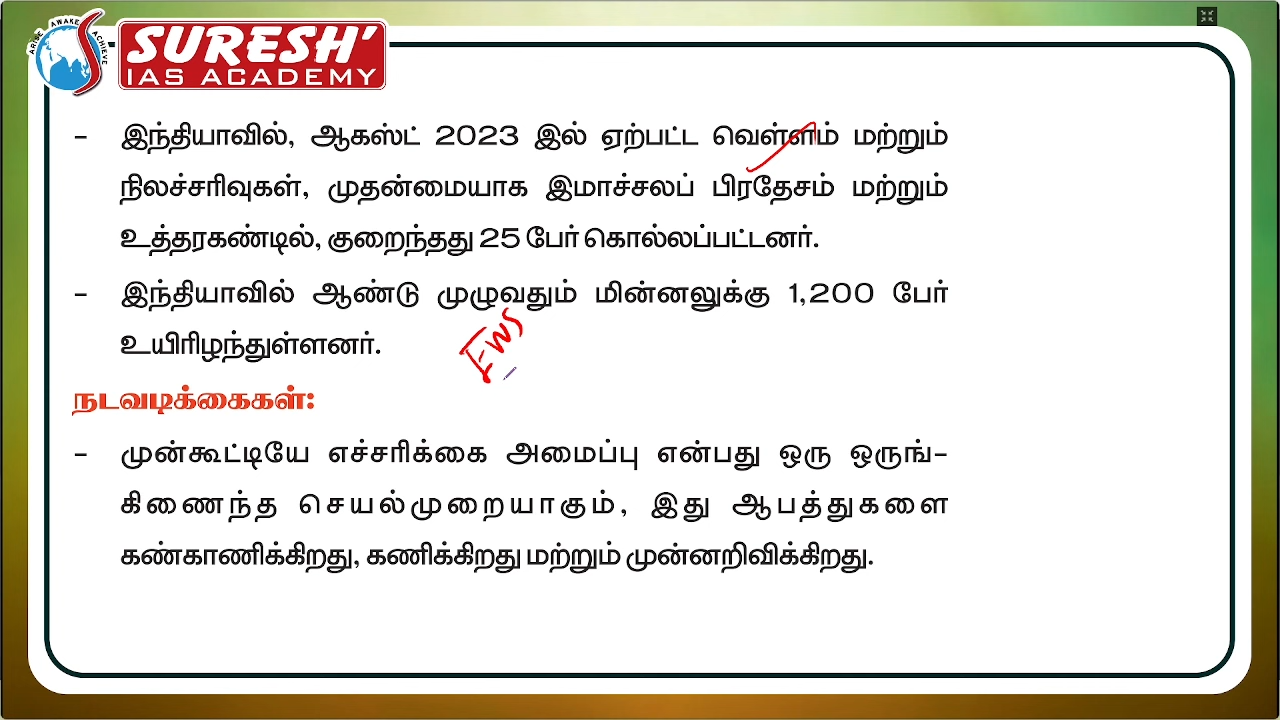 ARISE AWAKE ACHIEVE
SURESH'
IAS ACADEMY
- இந்தியாவில், ஆகஸ்ட் 2023 இல் ஏற்பட்ட வெள்ளம் மற்றும்
நிலச்சரிவுகள், முதன்மையாக இமாச்சலப் பிரதேசம் மற்றும்
உத்தரகண்டில், குறைந்தது 25 பேர் கொல்லப்பட்டனர்.
- இந்தியாவில் ஆண்டு முழுவதும் மின்னலுக்கு 1,200 பேர்
உயிரிழந்துள்ளனர்.
EWS
நடவடிக்கைகள்:
- முன்கூட்டியே எச்சரிக்கை அமைப்பு என்பது ஒரு ஒருங்-
கிணைந்த செயல்முறையாகும், இது ஆபத்துகளை
கண்காணிக்கிறது, கணிக்கிறது மற்றும் முன்னறிவிக்கிறது.